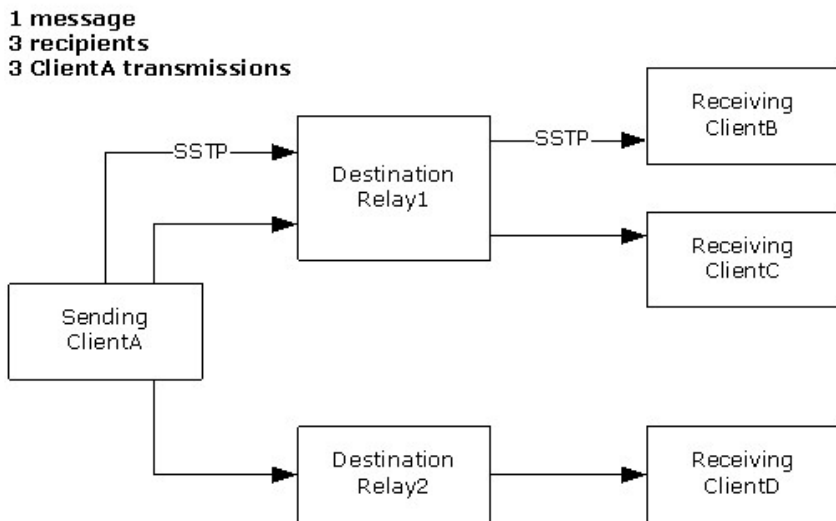 1 message
3 recipients
3 ClientA transmissions
Receiving
ClientB
SSTP
SSTP
Destination
Relay1
Receiving
ClientC
Sending
ClientA
Destination
Relay2
Receiving
ClientD